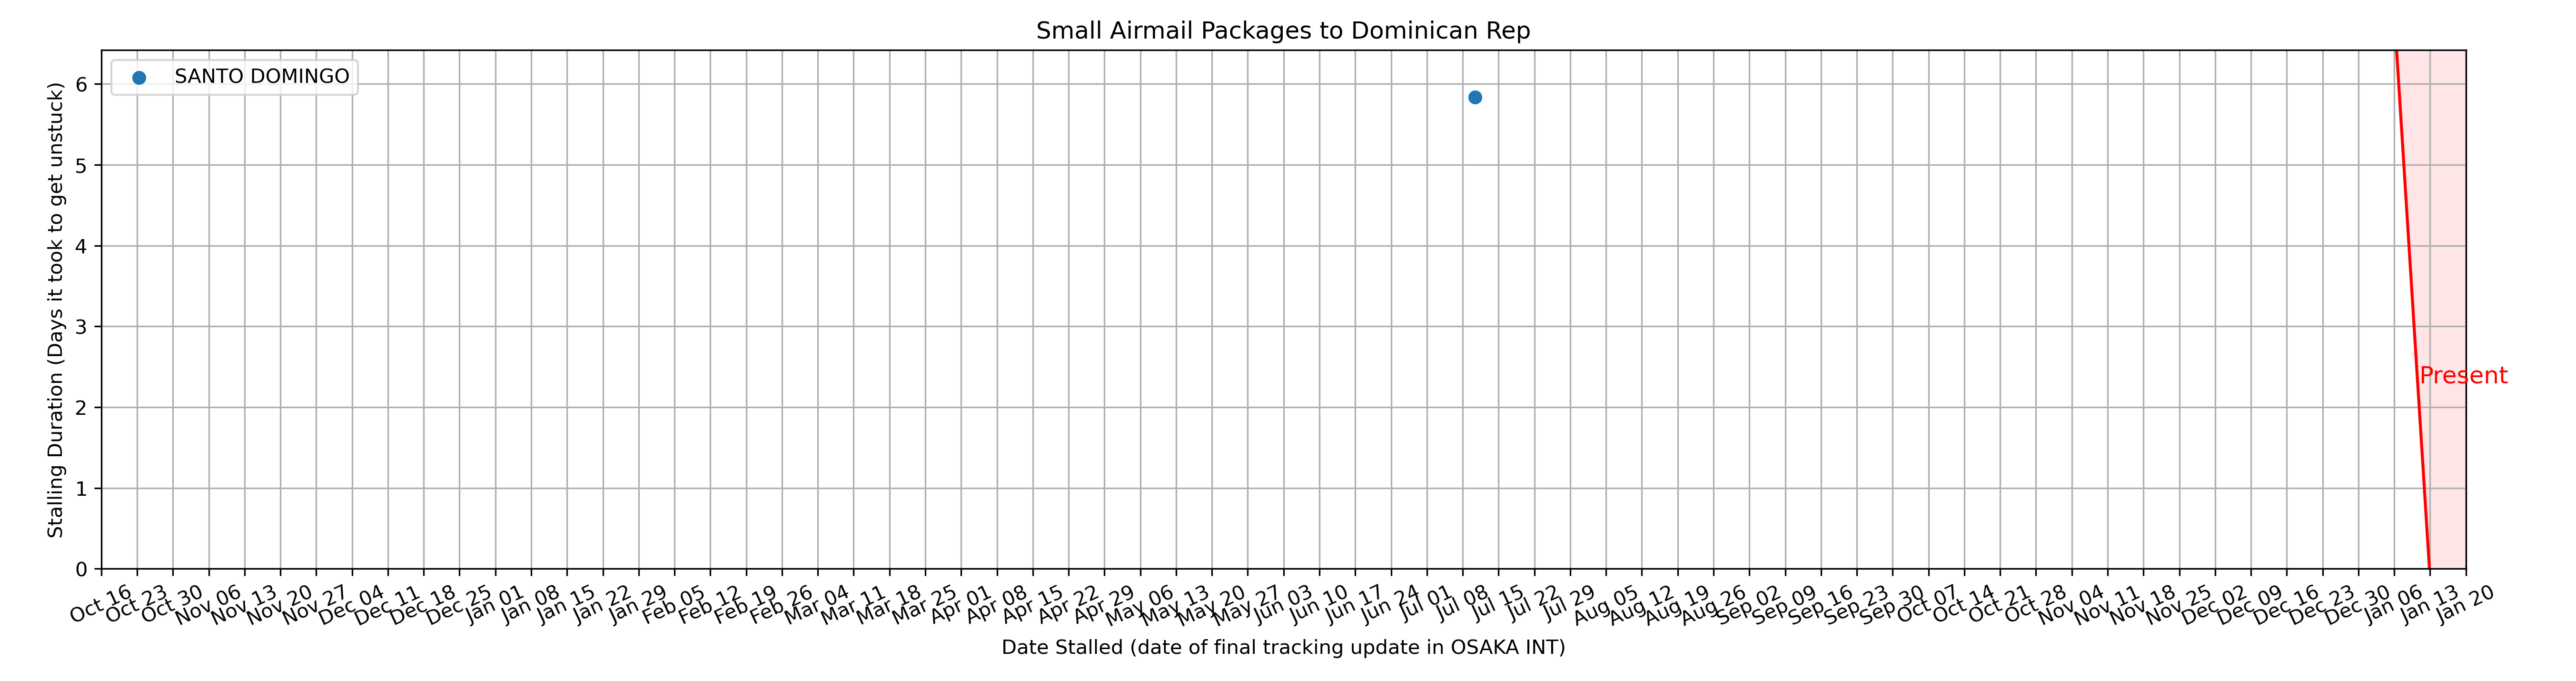 Small Airmail Packages to Dominican Rep
SANTO DOMINGO
Stalling Duration (Days it took to get unstuck)
6
5
4
3
2
1
0
Present
Oct 16
Oct 23
Oct 30
Nov 06
Nov 13
Nov 20
Nov 27
Dec 04
Dec 11
Dec 18
Dec 25
Jan 01
Jan 08
Jan 15
Jan 22
Jan 29
Feb 05
Feb 12
Feb 19
Feb 26
Mar 04
Mar 11
Mar 18
Mar 25
Apr 01
Apr 08
Apr 15
Apr 22
Apr 29
May 06
May 13
May 20
May 27
Jun 03
Jun 10
Jun 17
Jun 24
Jul 01
Jul 08
Jul 15
Jul 22
Jul 29
Aug 05
Aug 12
Aug 19
Aug 26
Sep 02
Sep 09
Sep 16
Sep 23
Sep 30
Oct 07
Oct 14
Oct 21
Oct 28
Nov 04
Nov 11
Nov 18
Nov 25
Dec 02
Dec 09
Dec 16
Dec 23
Dec 30
Jan 06
Jan 13
Jan 20
Date Stalled (date of final tracking update in OSAKA INT)